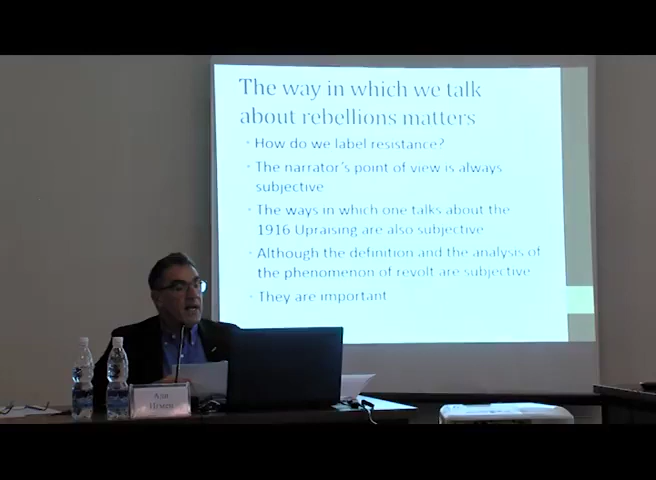 The way in which we talk
about rebellions matters
How do we label resistance?
The narrator's point of view is always
subjective
The ways in which one talks about the
1916 Upraising are also subjective
Although the definition and the analysis of
the phenomenon of revolt are subjective
They are important